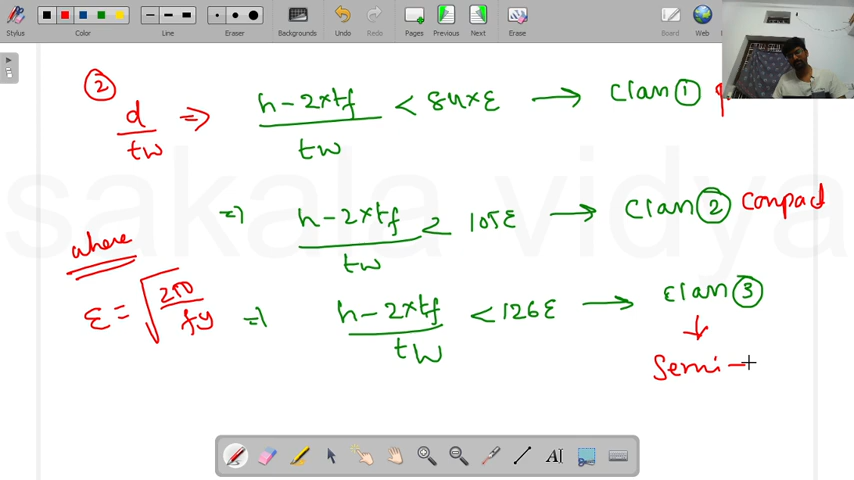 Stylus
Color
Line
Eraser
Backgrounds
Undo
Redo
Pages
Previous
Next
Erase
Board
Web
②
d/tw => (h-2×tf)/tw < 84×ε → Class ①
=> (h-2×tf)/tw < 105ε → Class ② compact
where
ε = √(250/fy)
=> (h-2×tf)/tw < 126ε → Class ③
↓
Semi -
sakala vidya